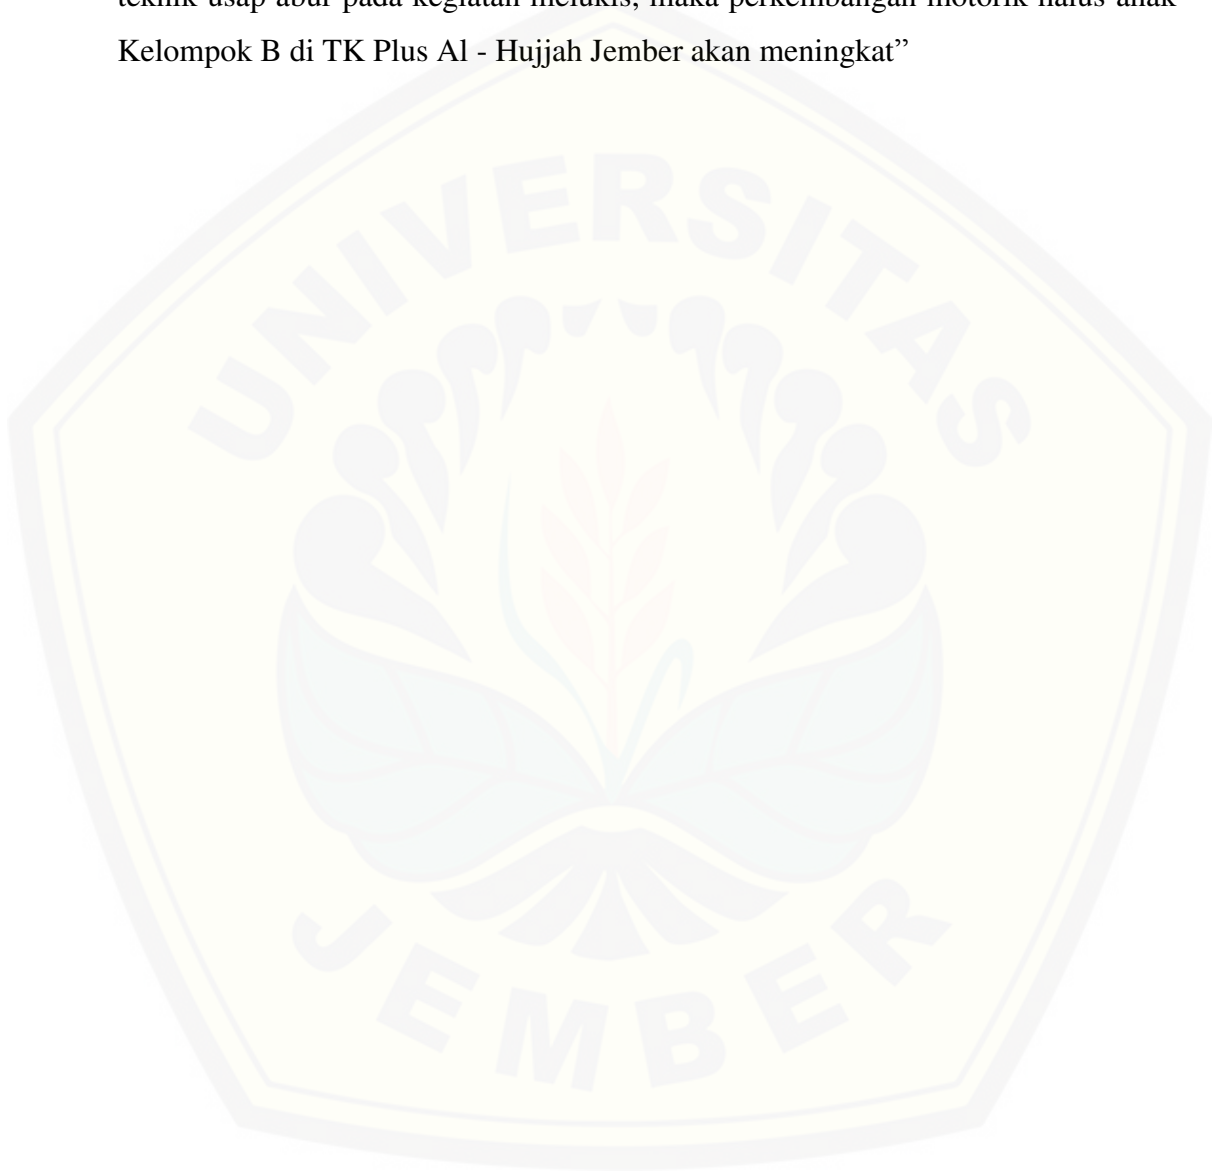 teknik usap abur pada kegiatan melukis, maka perkembangan motorik halus anak
Kelompok B di TK Plus Al - Hujjah Jember akan meningkat”
UNIVERSITAS
JEMBER